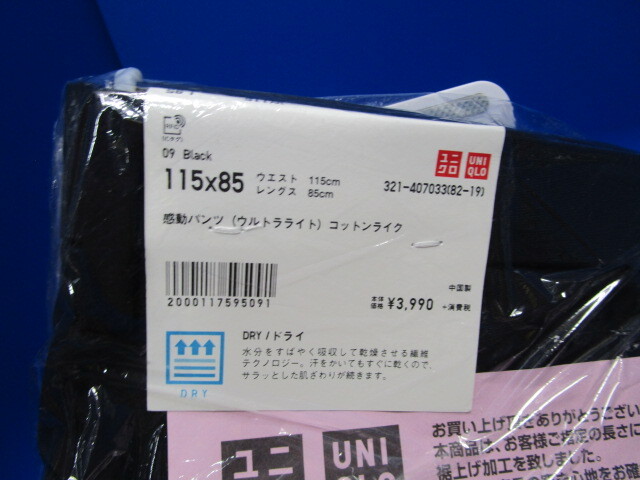 09 Black
115x85
ウエスト 115cm
レングス 85cm
ユニクロ
UNIQLO
321-407033(82-19)
感動パンツ(ウルトラライト)コットンライク
中国製
2000117595091
本体価格 ¥3,990 +消費税
DRY/ドライ
水分をすばやく吸収して乾燥させる繊維
テクノロジー。汗をかいてもすぐに乾くので、
サラッとした肌ざわりが続きます。
DRY
ユニ
UNI
QLO
お買い上げ頂きありがとうござい
本商品は、お客様ご指定の長さに
裾上げ加工を致しました。